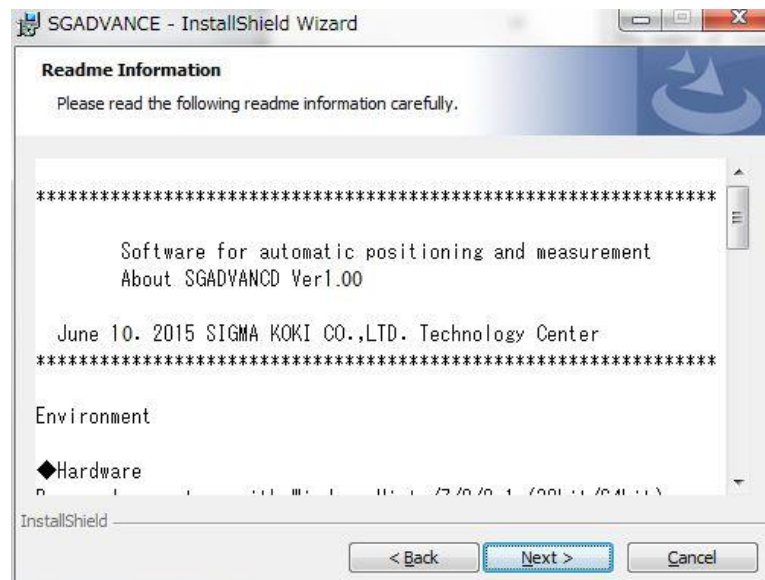 SGADVANCE - InstallShield Wizard
Readme Information
Please read the following readme information carefully.
****************************************************************
Software for automatic positioning and measurement
About SGADVANCD Ver1.00
June 10. 2015 SIGMA KOKI CO.,LTD. Technology Center
****************************************************************
Environment
◆Hardware
InstallShield
< Back
Next >
Cancel